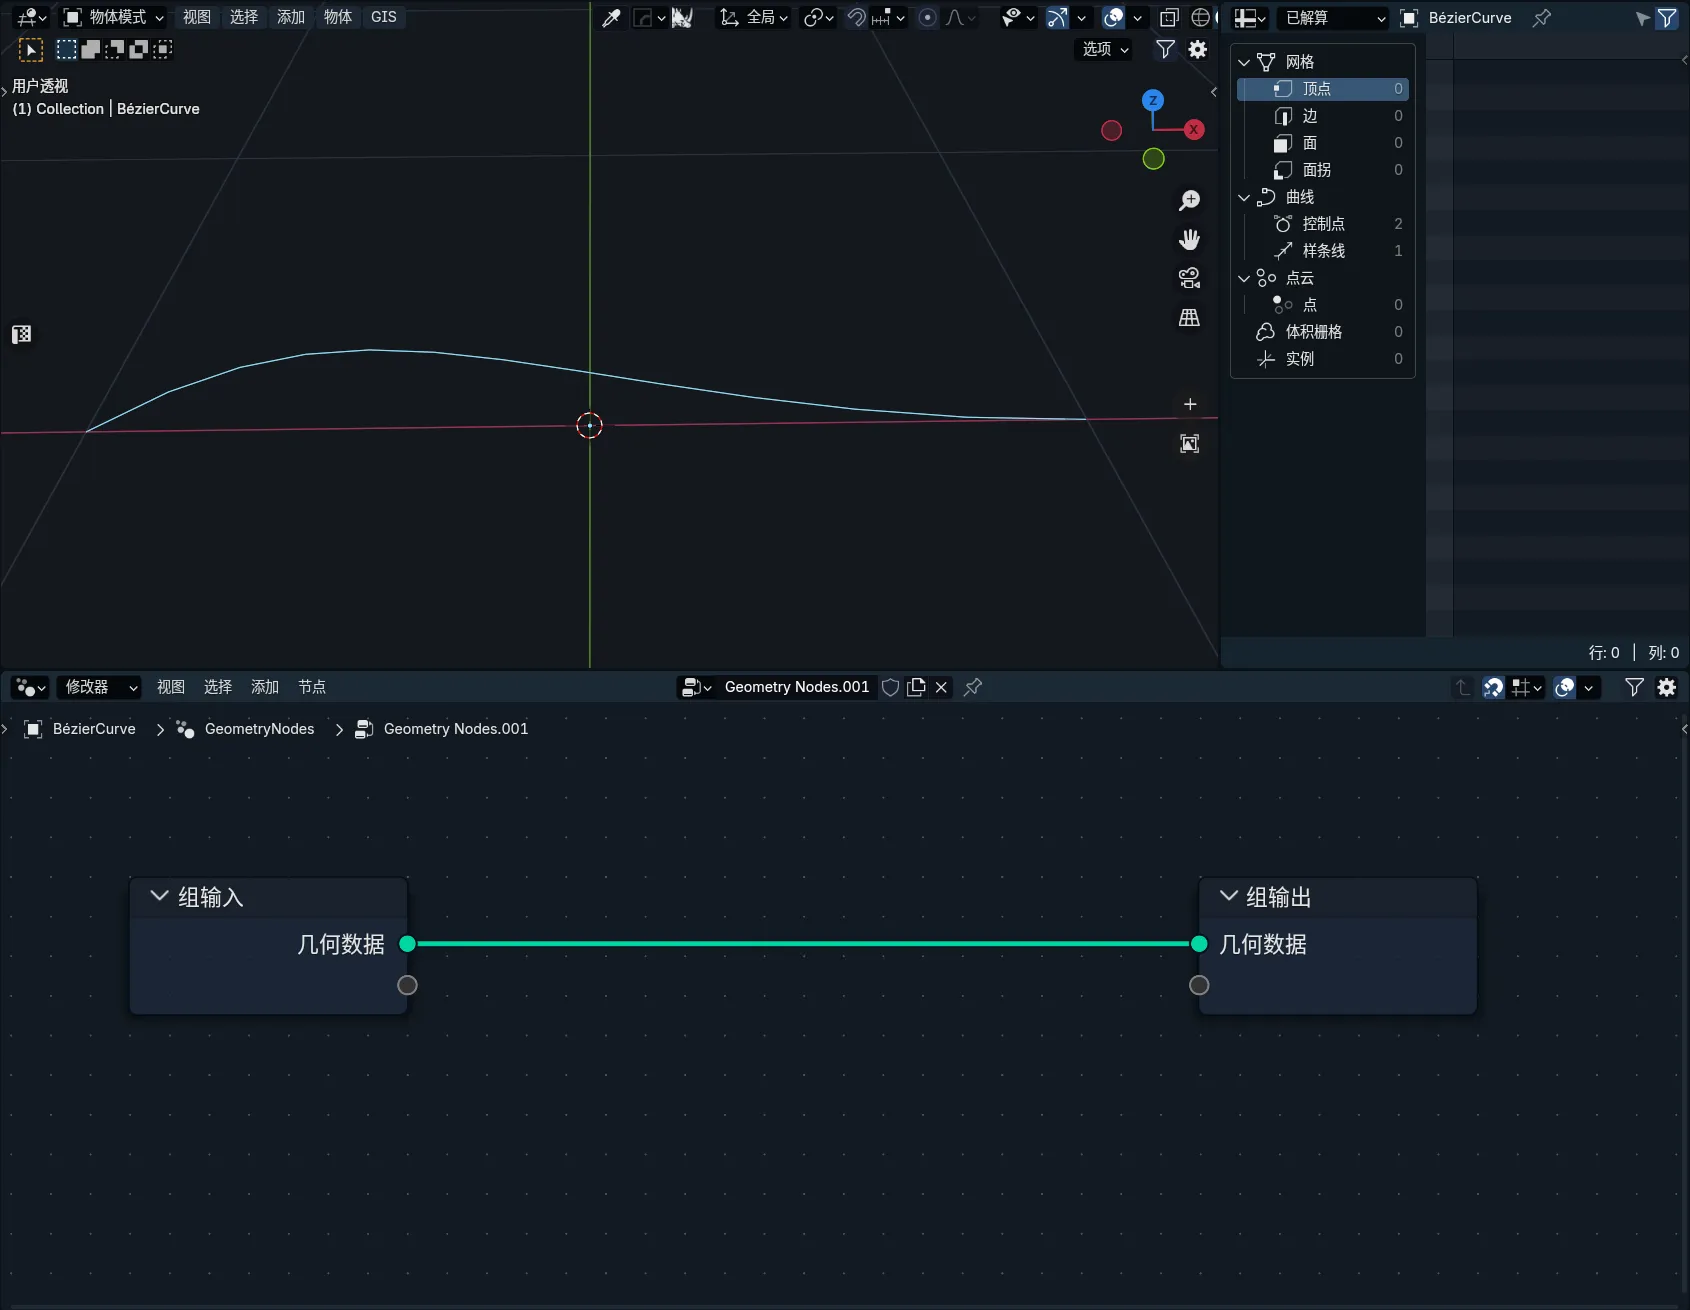 物体模式 视图 选择 添加 物体 GIS 全局
选项
用户透视
(1) Collection | BézierCurve
Z
X
已解算 BézierCurve
网格
顶点 0
边 0
面 0
面拐 0
曲线
控制点 2
样条线 1
点云
点 0
体积栅格 0
实例 0
行: 0 | 列: 0
修改器 视图 选择 添加 节点 Geometry Nodes.001
BézierCurve GeometryNodes Geometry Nodes.001
组输入
几何数据
组输出
几何数据